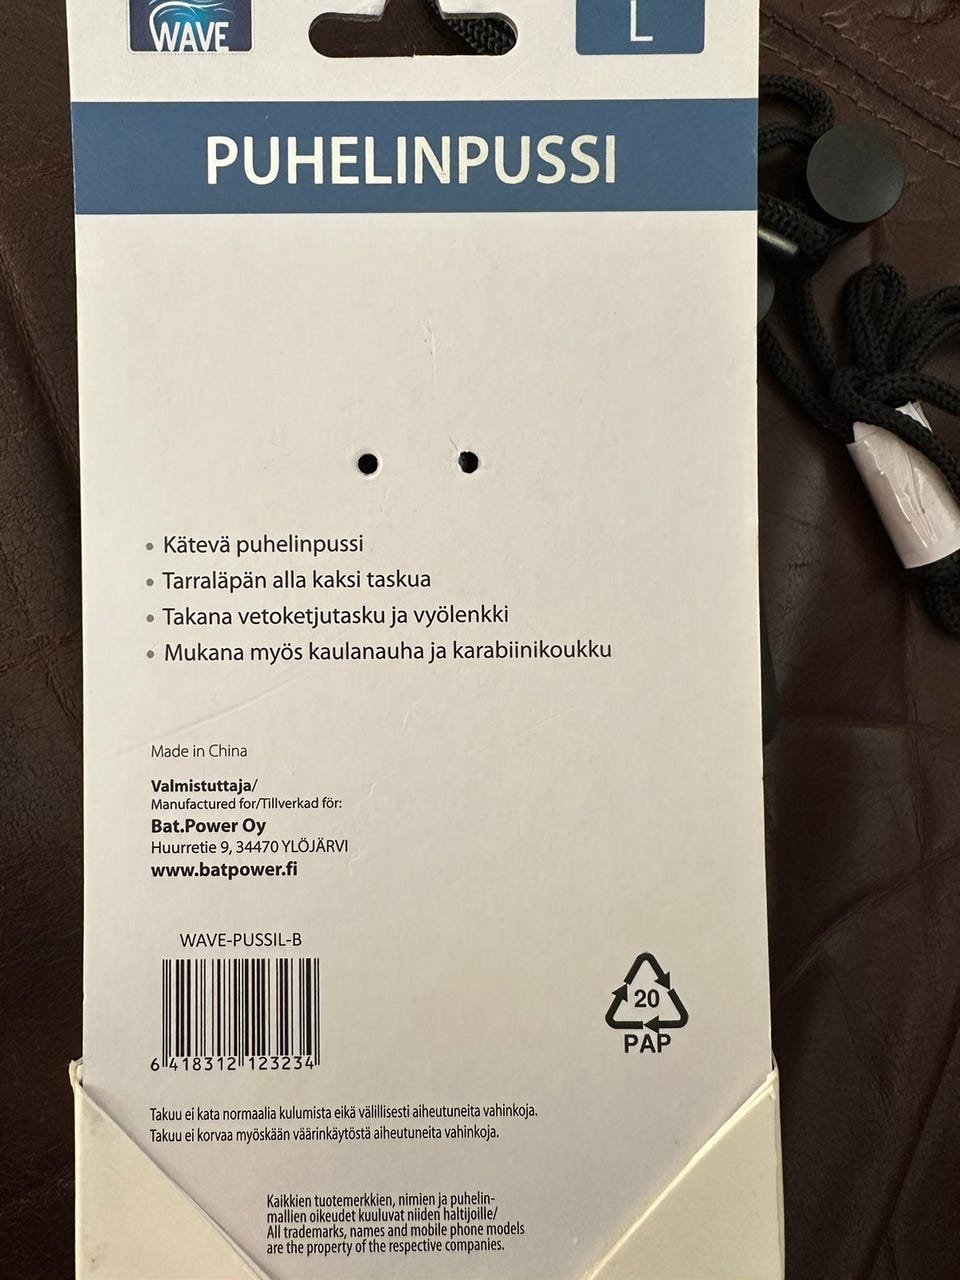 WAVE
L
PUHELINPUSSI
• Kätevä puhelinpussi
• Tarraläpän alla kaksi taskua
• Takana vetoketjutasku ja vyölenkki
• Mukana myös kaulanauha ja karabiinikoukku
Made in China
Valmistuttaja/
Manufactured for/Tillverkad för:
Bat.Power Oy
Huurretie 9, 34470 YLÖJÄRVI
www.batpower.fi
WAVE-PUSSIL-B
6 418312 123234
20
PAP
Takuu ei kata normaalia kulumista eikä välillisesti aiheutuneita vahinkoja.
Takuu ei korvaa myöskään väärinkäytöstä aiheutuneita vahinkoja.
Kaikkien tuotemerkkien, nimien ja puhelin-
mallien oikeudet kuuluvat niiden haltijoille/
All trademarks, names and mobile phone models
are the property of the respective companies.